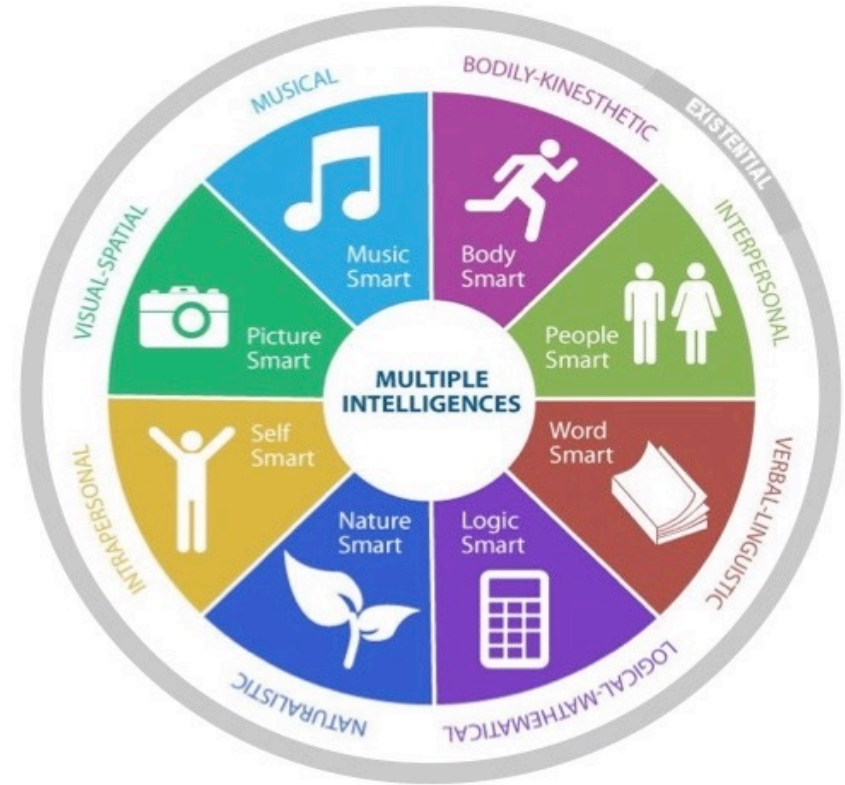 MULTIPLE
INTELLIGENCES
MUSICAL
Music
Smart
BODILY-KINESTHETIC
Body
Smart
EXISTENTIAL
INTERPERSONAL
People
Smart
VERBAL-LINGUISTIC
Word
Smart
LOGICAL-MATHEMATICAL
Logic
Smart
NATURALISTIC
Nature
Smart
INTRAPERSONAL
Self
Smart
VISUAL-SPATIAL
Picture
Smart